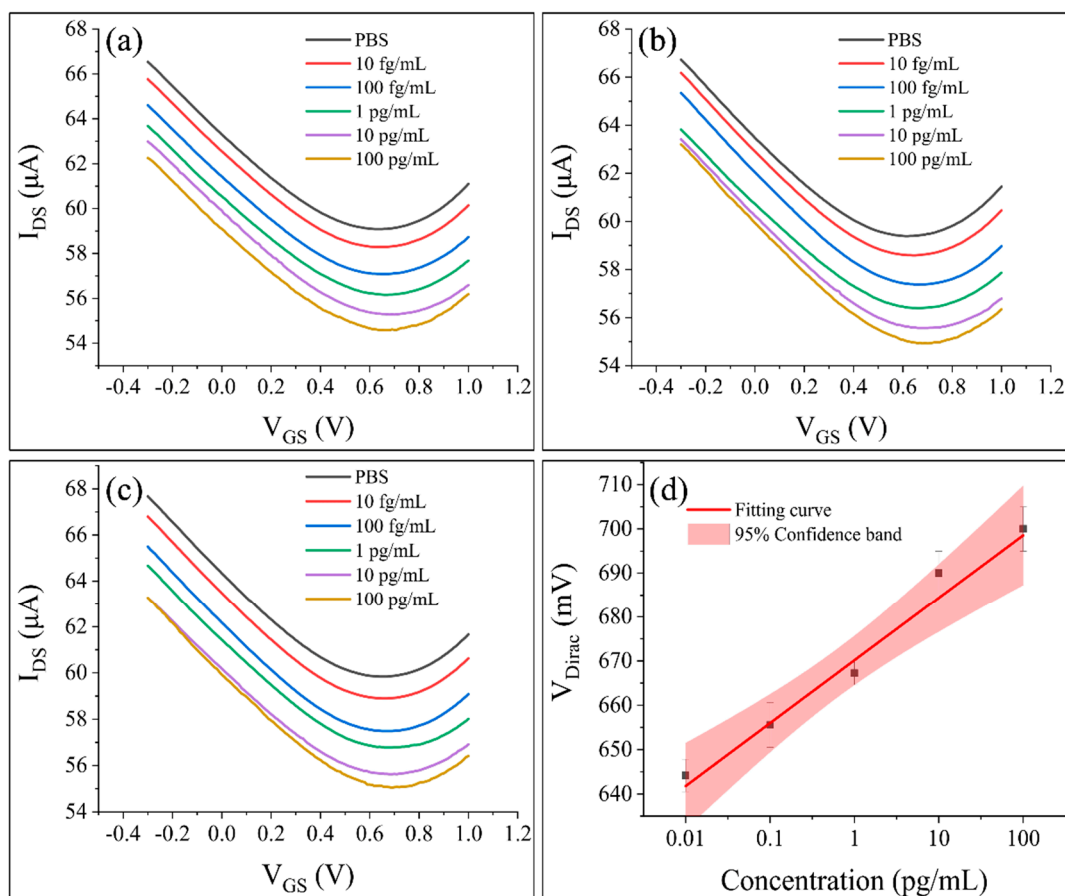 (a)
PBS
10 fg/mL
100 fg/mL
1 pg/mL
10 pg/mL
100 pg/mL
68
66
64
62
60
58
56
54
I_DS (μA)
-0.4 -0.2 0.0 0.2 0.4 0.6 0.8 1.0 1.2
V_GS (V)
(b)
PBS
10 fg/mL
100 fg/mL
1 pg/mL
10 pg/mL
100 pg/mL
68
66
64
62
60
58
56
54
I_DS (μA)
-0.4 -0.2 0.0 0.2 0.4 0.6 0.8 1.0 1.2
V_GS (V)
(c)
PBS
10 fg/mL
100 fg/mL
1 pg/mL
10 pg/mL
100 pg/mL
68
66
64
62
60
58
56
54
I_DS (μA)
-0.4 -0.2 0.0 0.2 0.4 0.6 0.8 1.0 1.2
V_GS (V)
(d)
Fitting curve
95% Confidence band
710
700
690
680
670
660
650
640
V_Dirac (mV)
0.01 0.1 1 10 100
Concentration (pg/mL)